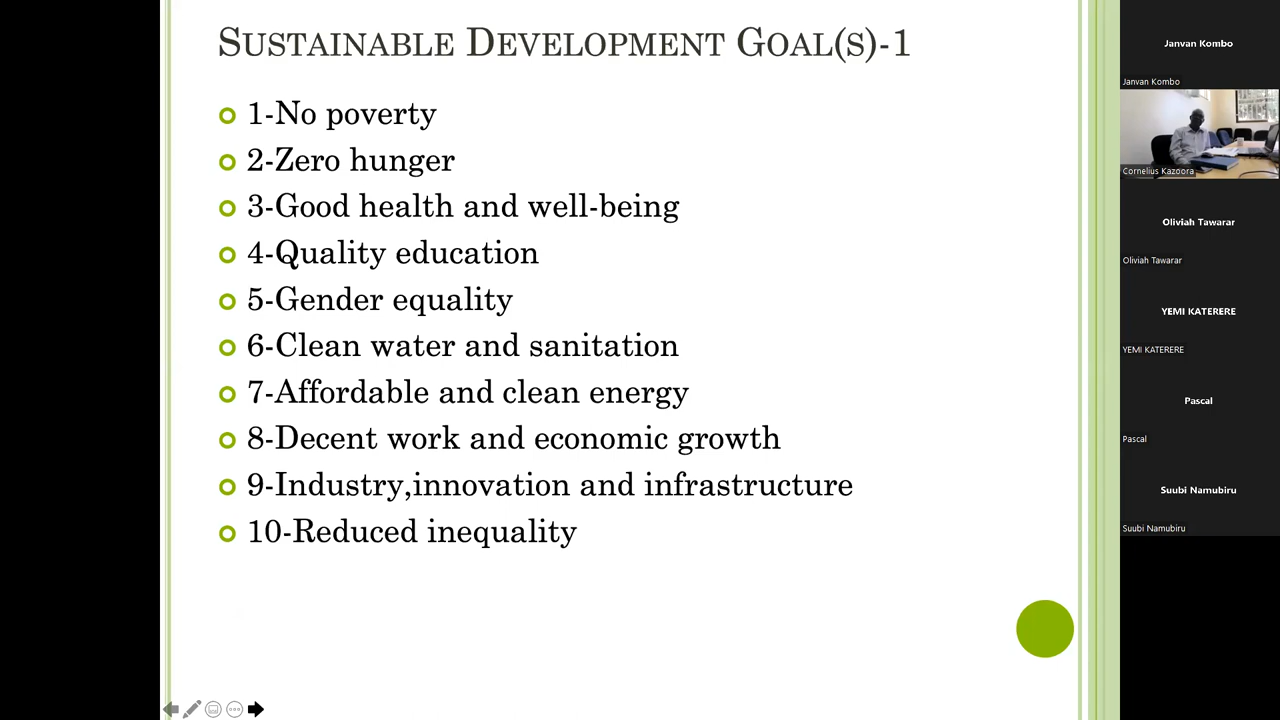 SUSTAINABLE DEVELOPMENT GOAL(S)-1
1-No poverty
2-Zero hunger
3-Good health and well-being
4-Quality education
5-Gender equality
6-Clean water and sanitation
7-Affordable and clean energy
8-Decent work and economic growth
9-Industry,innovation and infrastructure
10-Reduced inequality
Janvan Kombo
Janvan Kombo
Cornelius Kazoora
Oliviah Tawarar
Oliviah Tawarar
YEMI KATERERE
YEMI KATERERE
Pascal
Pascal
Suubi Namubiru
Suubi Namubiru